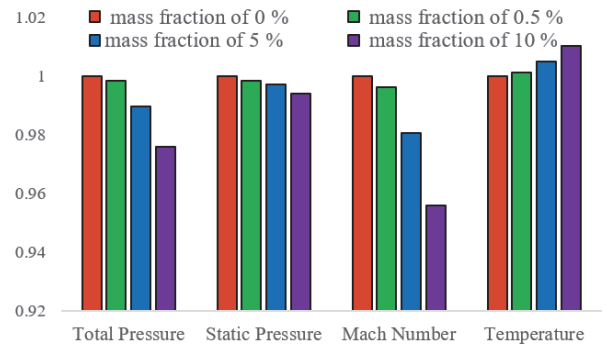 1.02
mass fraction of 0 % mass fraction of 0.5 %
mass fraction of 5 % mass fraction of 10 %
1
0.98
0.96
0.94
0.92
Total Pressure Static Pressure Mach Number Temperature